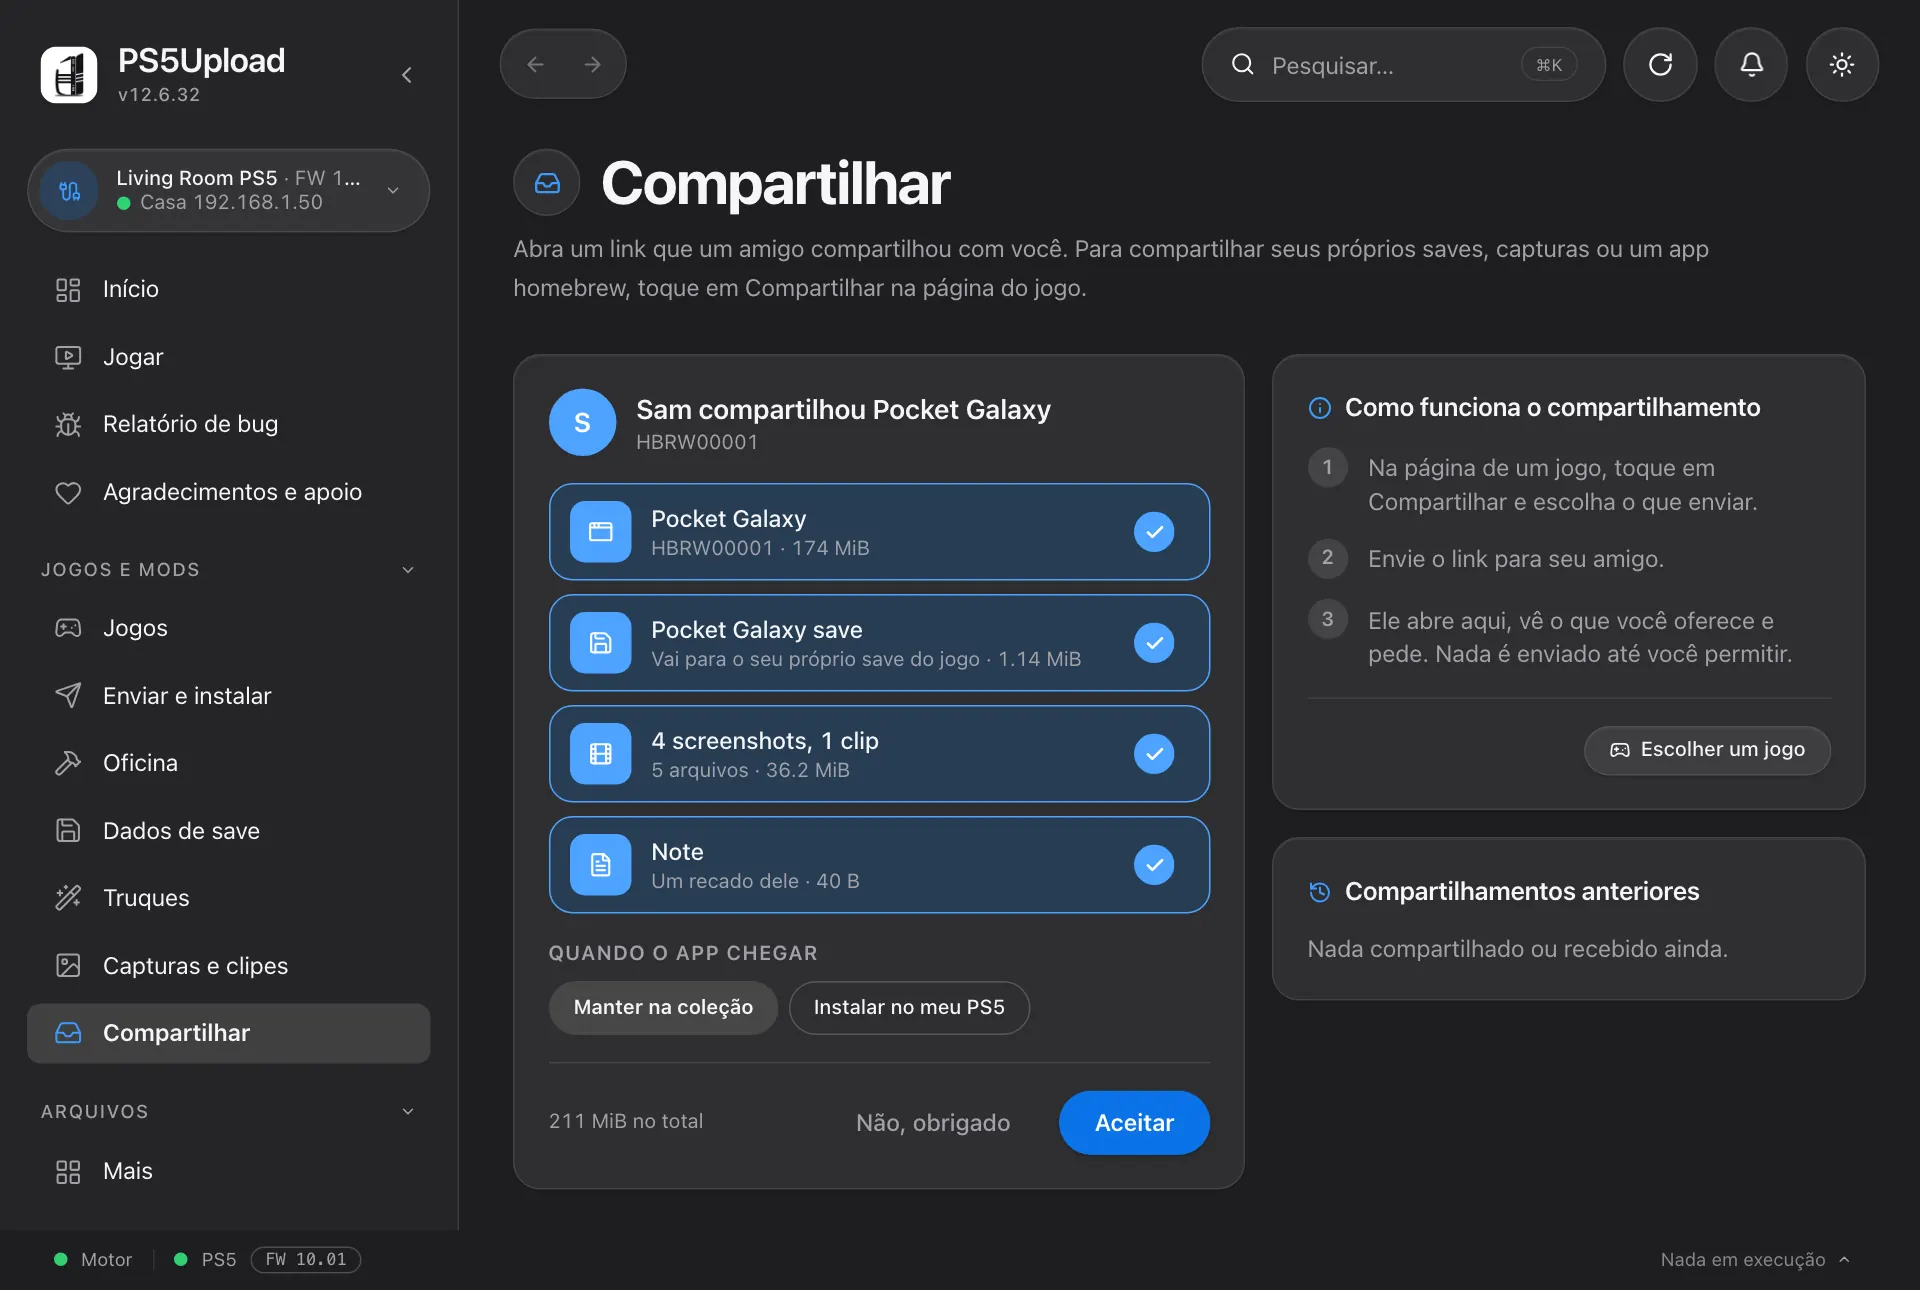 PS5Upload
v12.6.32
Living Room PS5 · FW 1...
Casa 192.168.1.50
Início
Jogar
Relatório de bug
Agradecimentos e apoio
JOGOS E MODS
Jogos
Enviar e instalar
Oficina
Dados de save
Truques
Capturas e clipes
Compartilhar
ARQUIVOS
Mais
Pesquisar...
⌘K
Compartilhar
Abra um link que um amigo compartilhou com você. Para compartilhar seus próprios saves, capturas ou um app
homebrew, toque em Compartilhar na página do jogo.
S
Sam compartilhou Pocket Galaxy
HBRW00001
Pocket Galaxy
HBRW00001 · 174 MiB
Pocket Galaxy save
Vai para o seu próprio save do jogo · 1.14 MiB
4 screenshots, 1 clip
5 arquivos · 36.2 MiB
Note
Um recado dele · 40 B
QUANDO O APP CHEGAR
Manter na coleção
Instalar no meu PS5
211 MiB no total
Não, obrigado
Aceitar
Como funciona o compartilhamento
1
Na página de um jogo, toque em
Compartilhar e escolha o que enviar.
2
Envie o link para seu amigo.
3
Ele abre aqui, vê o que você oferece e
pede. Nada é enviado até você permitir.
Escolher um jogo
Compartilhamentos anteriores
Nada compartilhado ou recebido ainda.
Motor
PS5
FW 10.01
Nada em execução